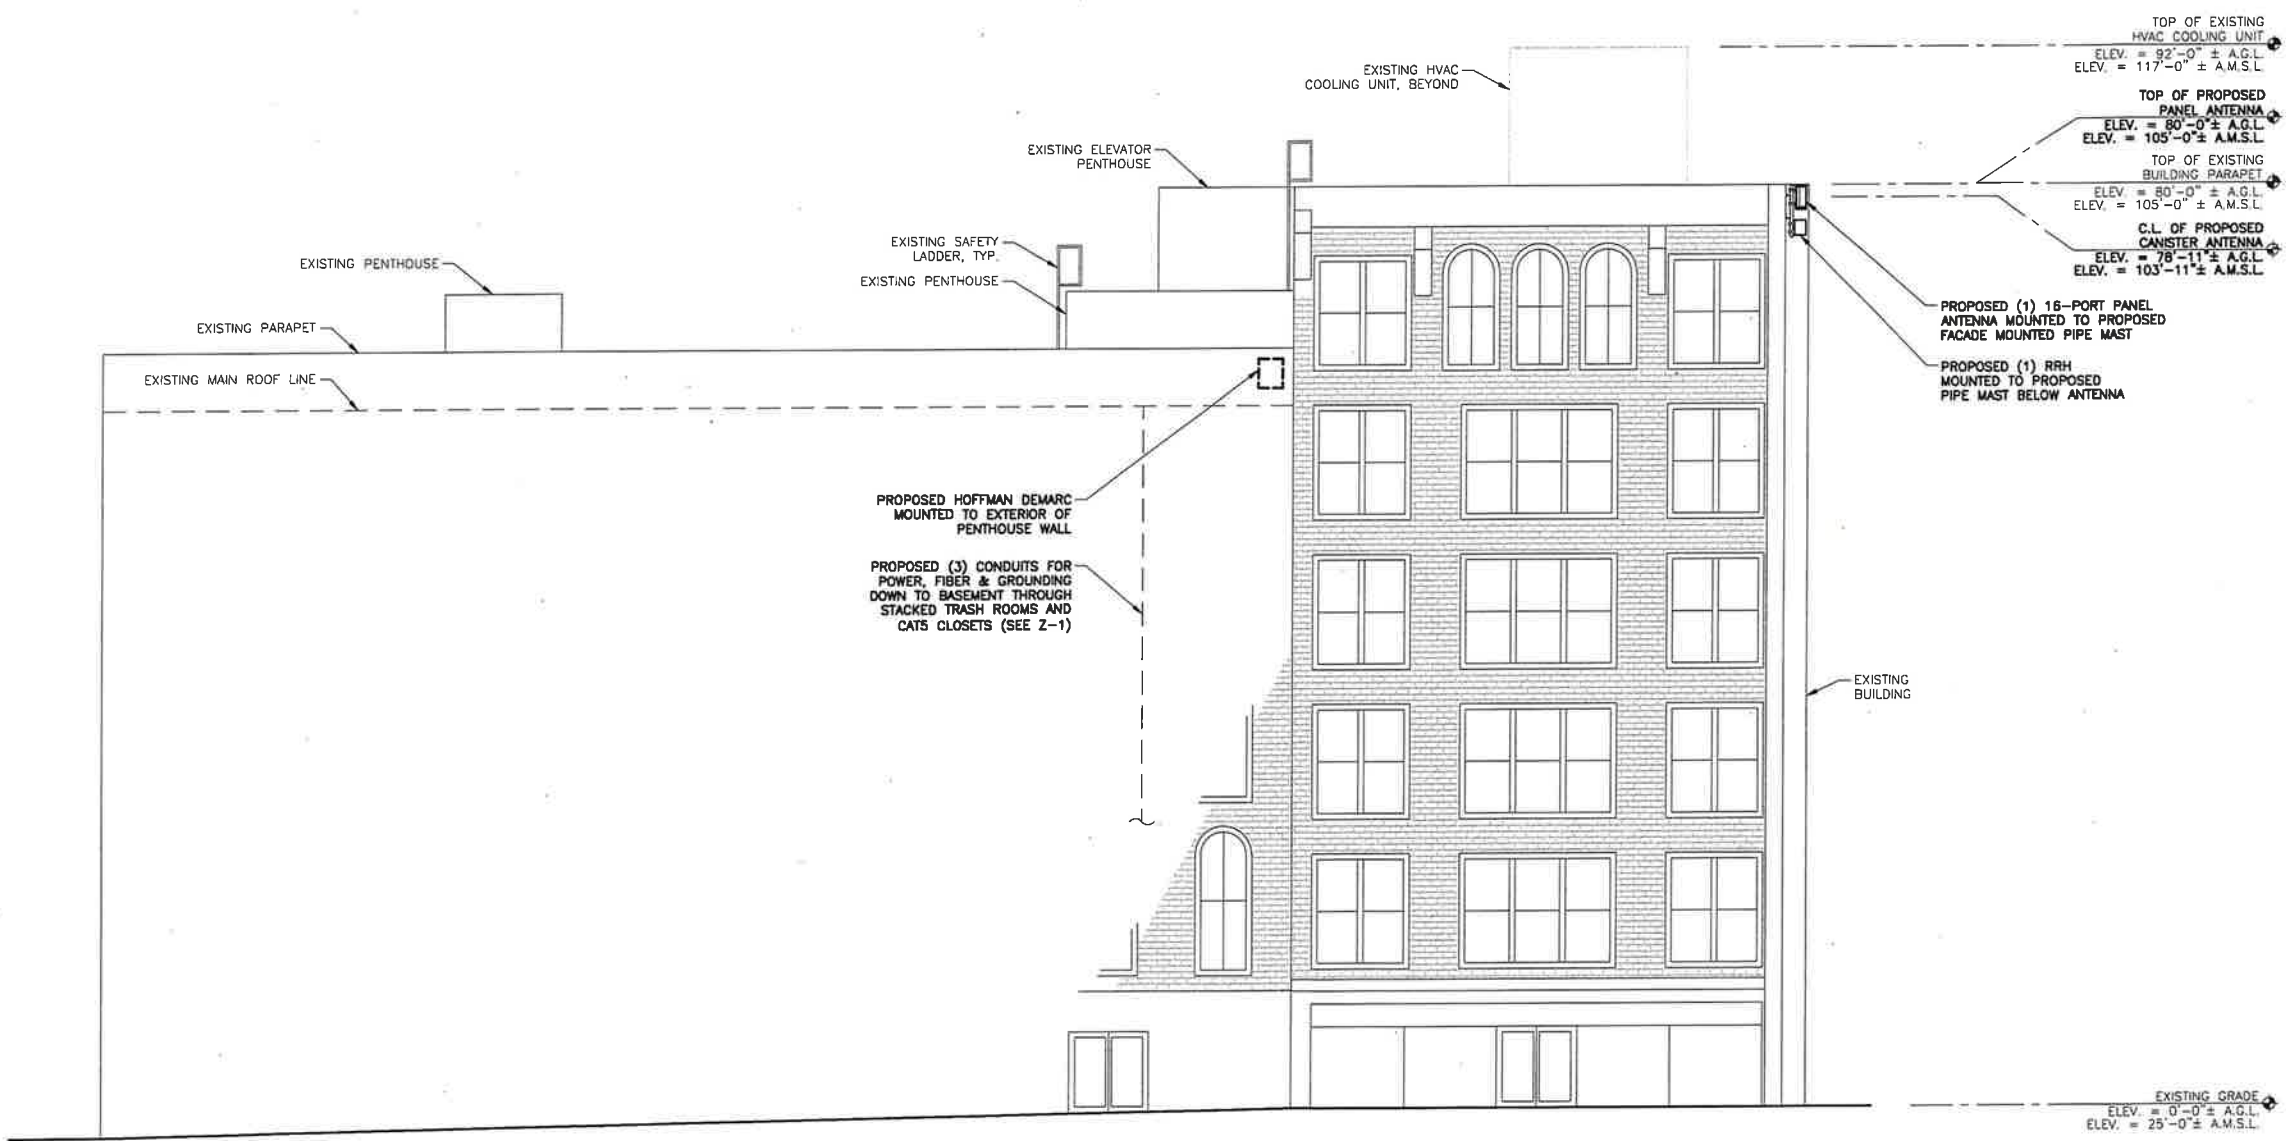 TOP OF EXISTING
HVAC COOLING UNIT
ELEV. = 92'-0" ± A.G.L.
ELEV. = 117'-0" ± A.M.S.L.
TOP OF PROPOSED
PANEL ANTENNA
ELEV. = 80'-0"± A.G.L.
ELEV. = 105'-0"± A.M.S.L.
TOP OF EXISTING
BUILDING PARAPET
ELEV. = 80'-0" ± A.G.L.
ELEV. = 105'-0" ± A.M.S.L.
C.L. OF PROPOSED
CANISTER ANTENNA
ELEV. = 78'-11"± A.G.L.
ELEV. = 103'-11"± A.M.S.L.
EXISTING HVAC
COOLING UNIT, BEYOND
EXISTING ELEVATOR
PENTHOUSE
EXISTING SAFETY
LADDER, TYP.
EXISTING PENTHOUSE
EXISTING PENTHOUSE
EXISTING PARAPET
EXISTING MAIN ROOF LINE
PROPOSED (1) 16-PORT PANEL
ANTENNA MOUNTED TO PROPOSED
FACADE MOUNTED PIPE MAST
PROPOSED (1) RRH
MOUNTED TO PROPOSED
PIPE MAST BELOW ANTENNA
PROPOSED HOFFMAN DEMARC
MOUNTED TO EXTERIOR OF
PENTHOUSE WALL
PROPOSED (3) CONDUITS FOR
POWER, FIBER & GROUNDING
DOWN TO BASEMENT THROUGH
STACKED TRASH ROOMS AND
CAT5 CLOSETS (SEE Z-1)
EXISTING
BUILDING
EXISTING GRADE
ELEV. = 0'-0"± A.G.L.
ELEV. = 25'-0"± A.M.S.L.